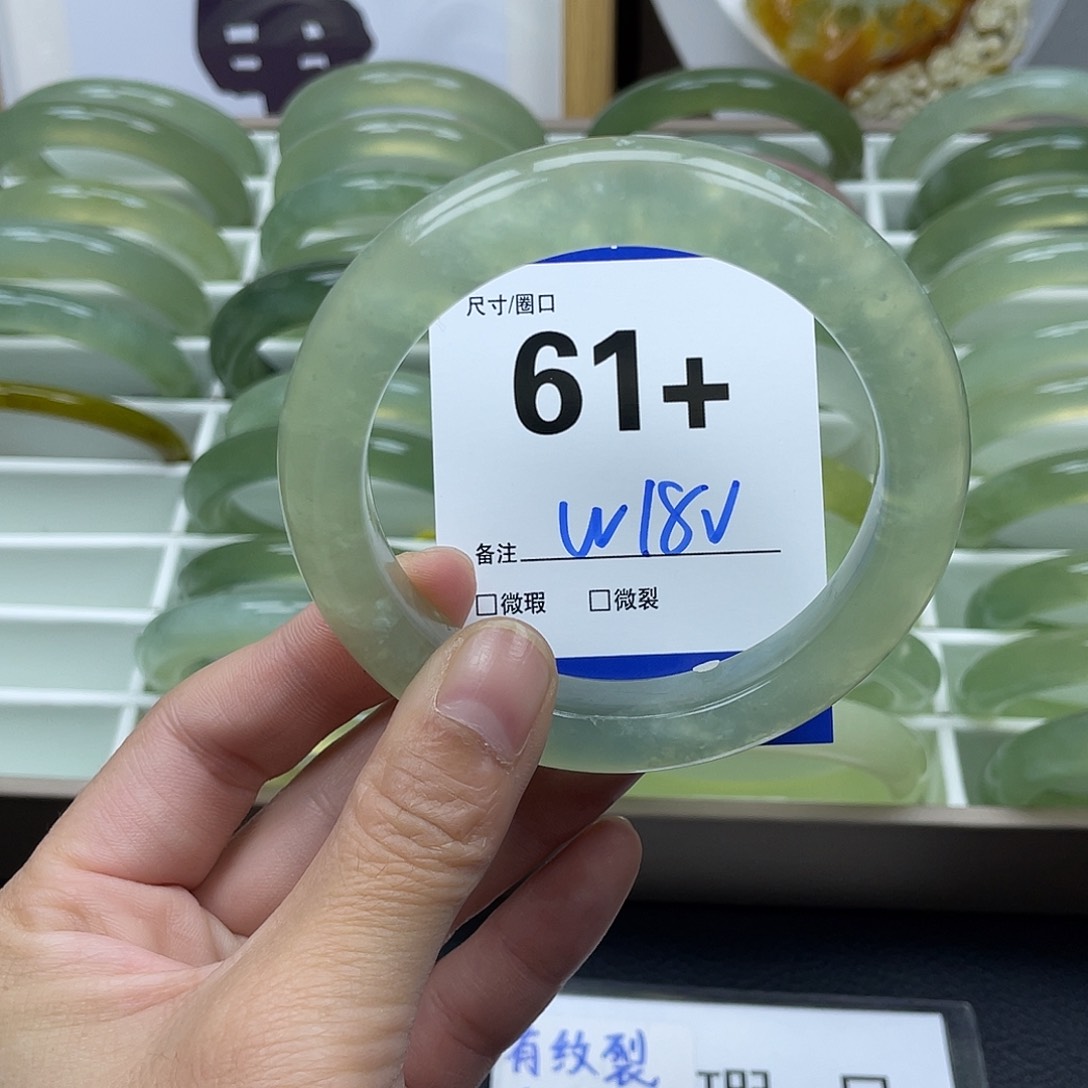 尺寸/圈口
61+
备注 W18V
□微瑕 □微裂
有纹裂